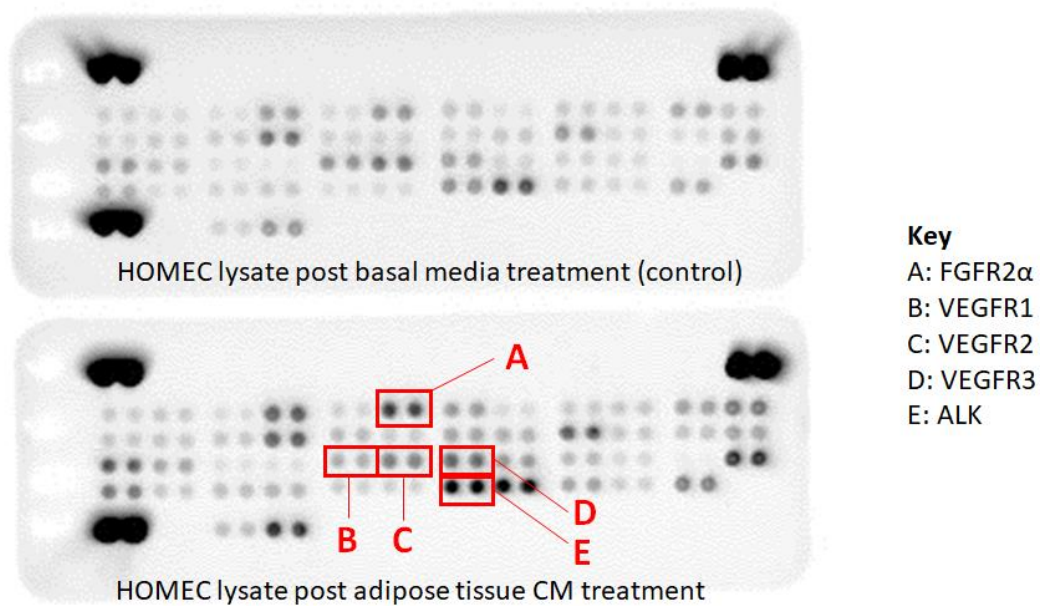 HOMEC lysate post basal media treatment (control)
Key
A: FGFR2α
B: VEGFR1
C: VEGFR2
D: VEGFR3
E: ALK
A
B
C
D
E
HOMEC lysate post adipose tissue CM treatment